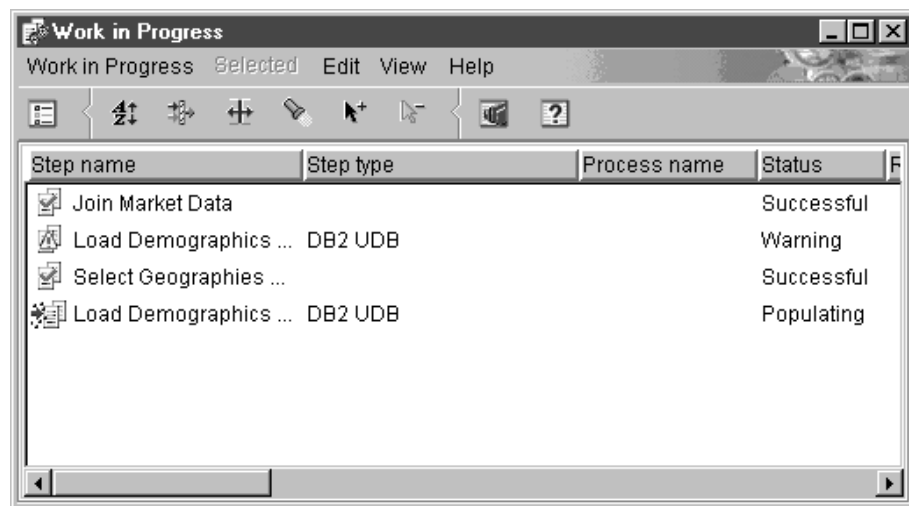 Work in Progress
Work in Progress Selected Edit View Help
Step name Step type Process name Status R
Join Market Data Successful
Load Demographics ... DB2 UDB Warning
Select Geographies ... Successful
Load Demographics ... DB2 UDB Populating